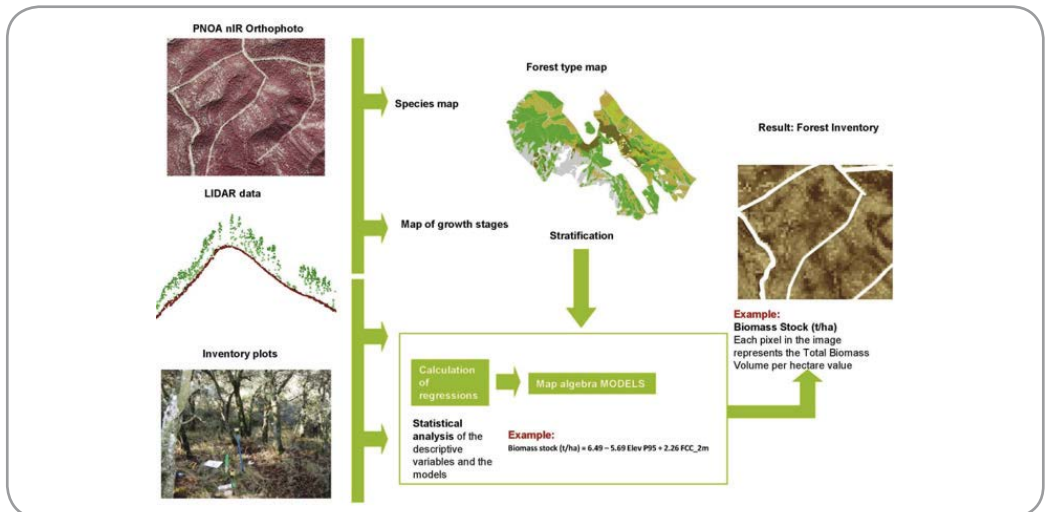 PNOA nIR Orthophoto
Species map
LIDAR data
Map of growth stages
Inventory plots
Forest type map
Stratification
Calculation
of
regressions
Map algebra MODELS
Statistical
analysis of the
descriptive
variables and the
models
Example:
Biomass stock (t/ha) = 6.49 – 5.69 Elev P95 + 2.26 FCC_2m
Result: Forest Inventory
Example:
Biomass Stock (t/ha)
Each pixel in the image
represents the Total Biomass
Volume per hectare value